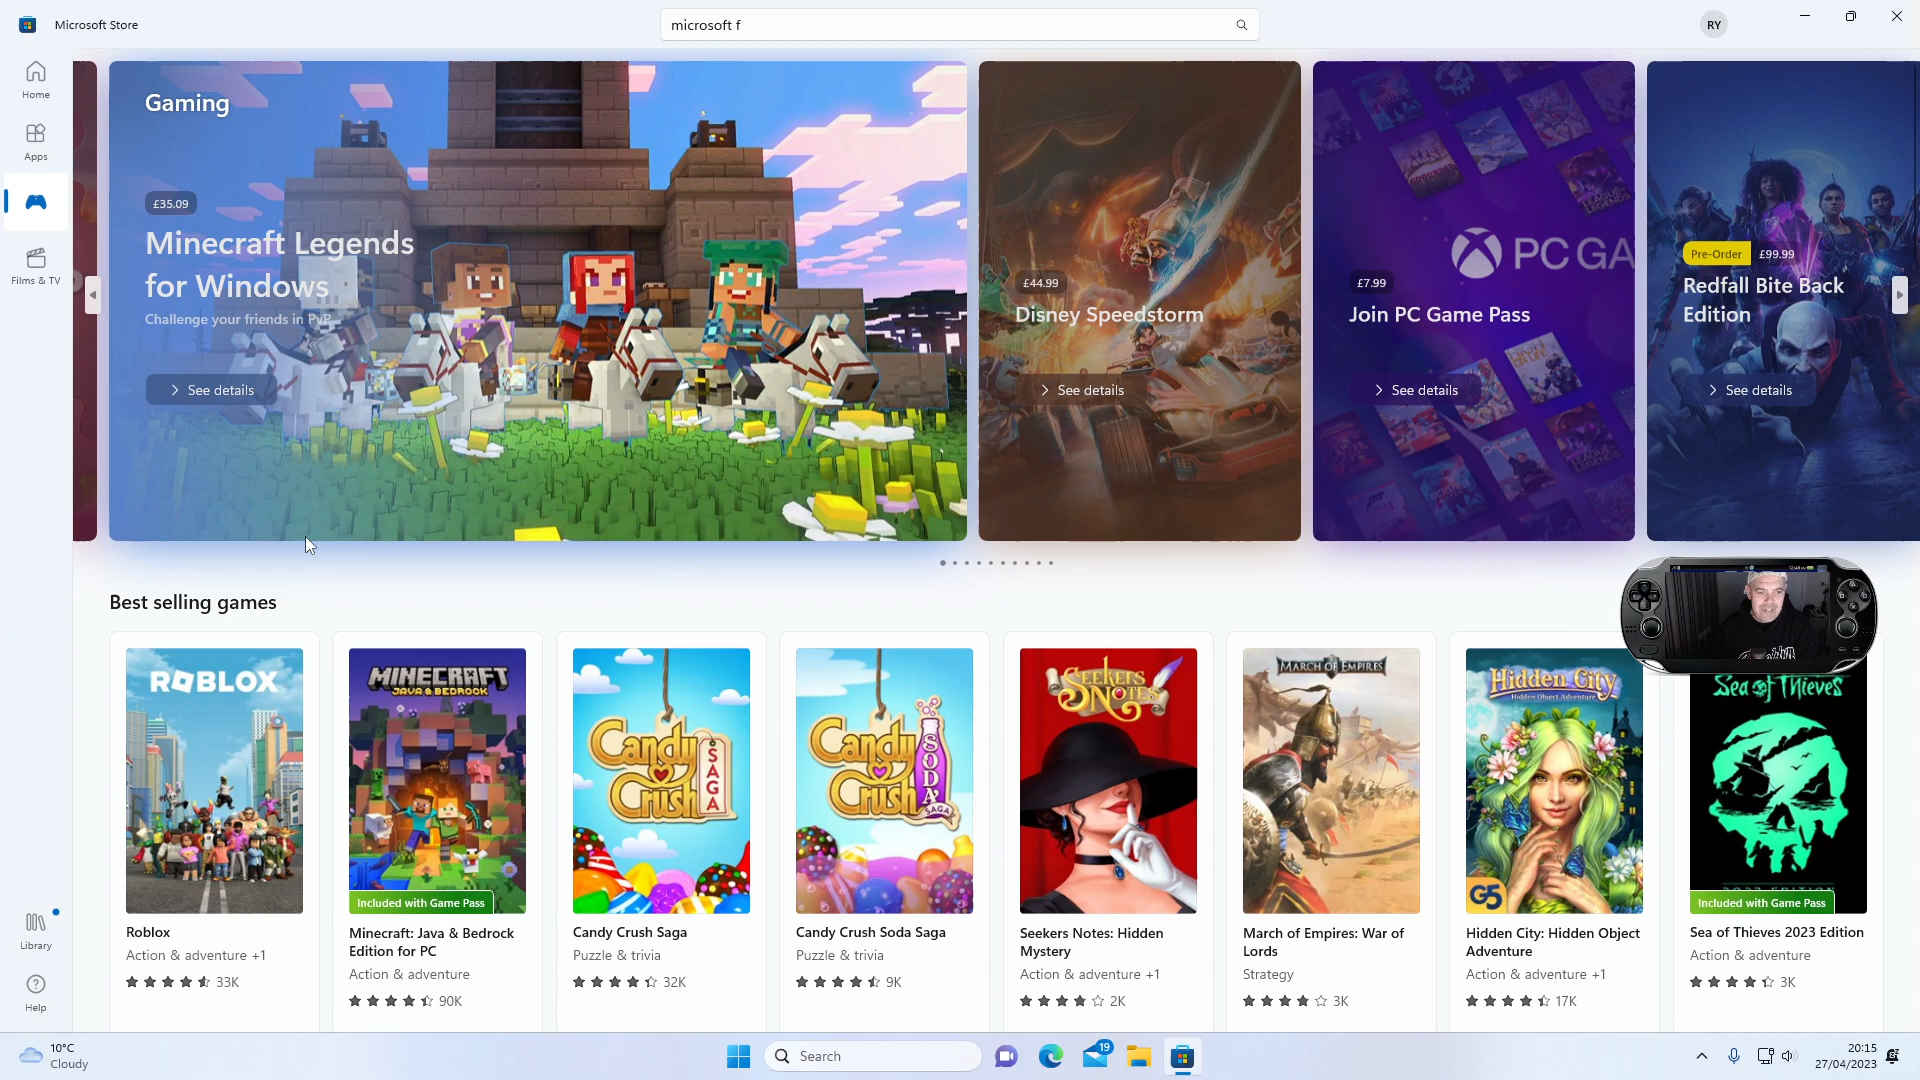 Microsoft Store
microsoft f
RY
Home
Apps
Films & TV
Library
Help
Gaming
£35.09
Minecraft Legends
for Windows
Challenge your friends in PvP
See details
£44.99
Disney Speedstorm
See details
PC GA
£7.99
Join PC Game Pass
See details
Pre-Order £99.99
Redfall Bite Back
Edition
See details
Best selling games
ROBLOX
Roblox
Action & adventure +1
33K
MINECRAFT
JAVA & BEDROCK
Included with Game Pass
Minecraft: Java & Bedrock
Edition for PC
Action & adventure
90K
Candy
Crush
SAGA
Candy Crush Saga
Puzzle & trivia
32K
Candy
Crush
SODA
SAGA
Candy Crush Soda Saga
Puzzle & trivia
9K
SEEKERS
NOTES
Seekers Notes: Hidden
Mystery
Action & adventure +1
2K
MARCH OF EMPIRES
March of Empires: War of
Lords
Strategy
3K
Hidden City
Hidden Object Adventure
G5
Hidden City: Hidden Object
Adventure
Action & adventure +1
17K
Sea of Thieves
2023 EDITION
Included with Game Pass
Sea of Thieves 2023 Edition
Action & adventure
3K
10°C
Cloudy
Search
19
20:15
27/04/2023